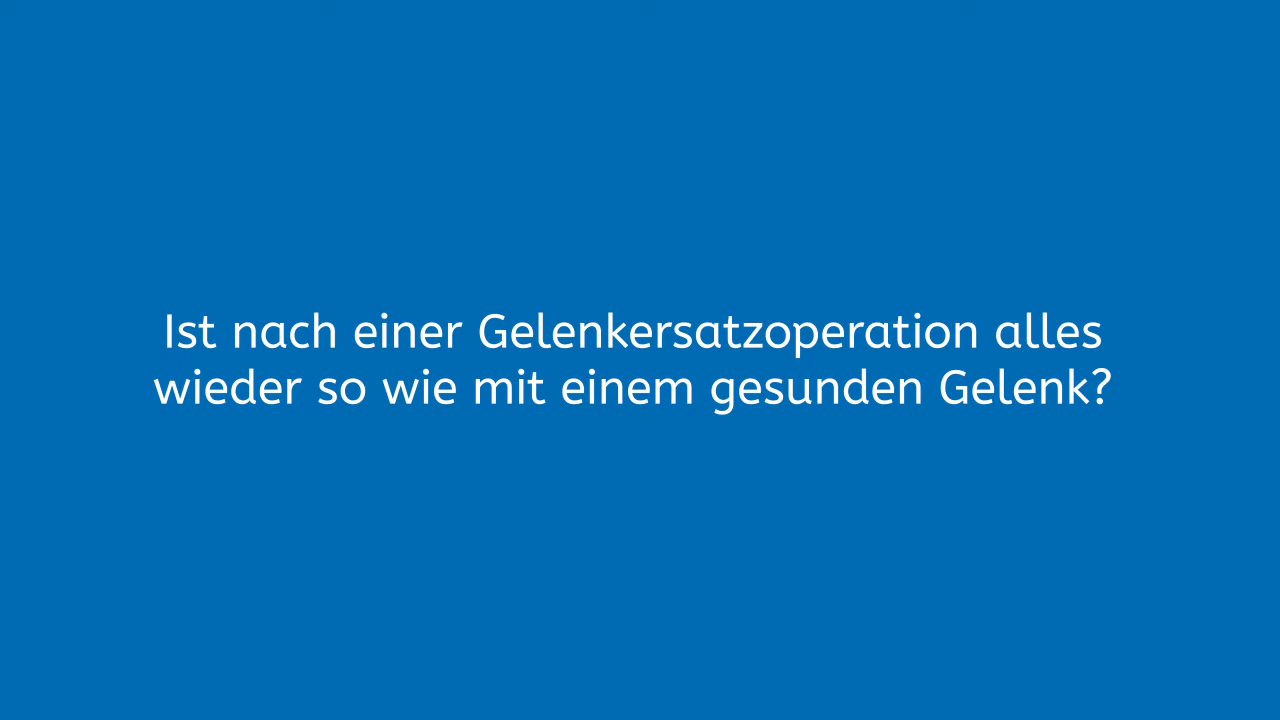 Ist nach einer Gelenkersatzoperation alles
wieder so wie mit einem gesunden Gelenk?